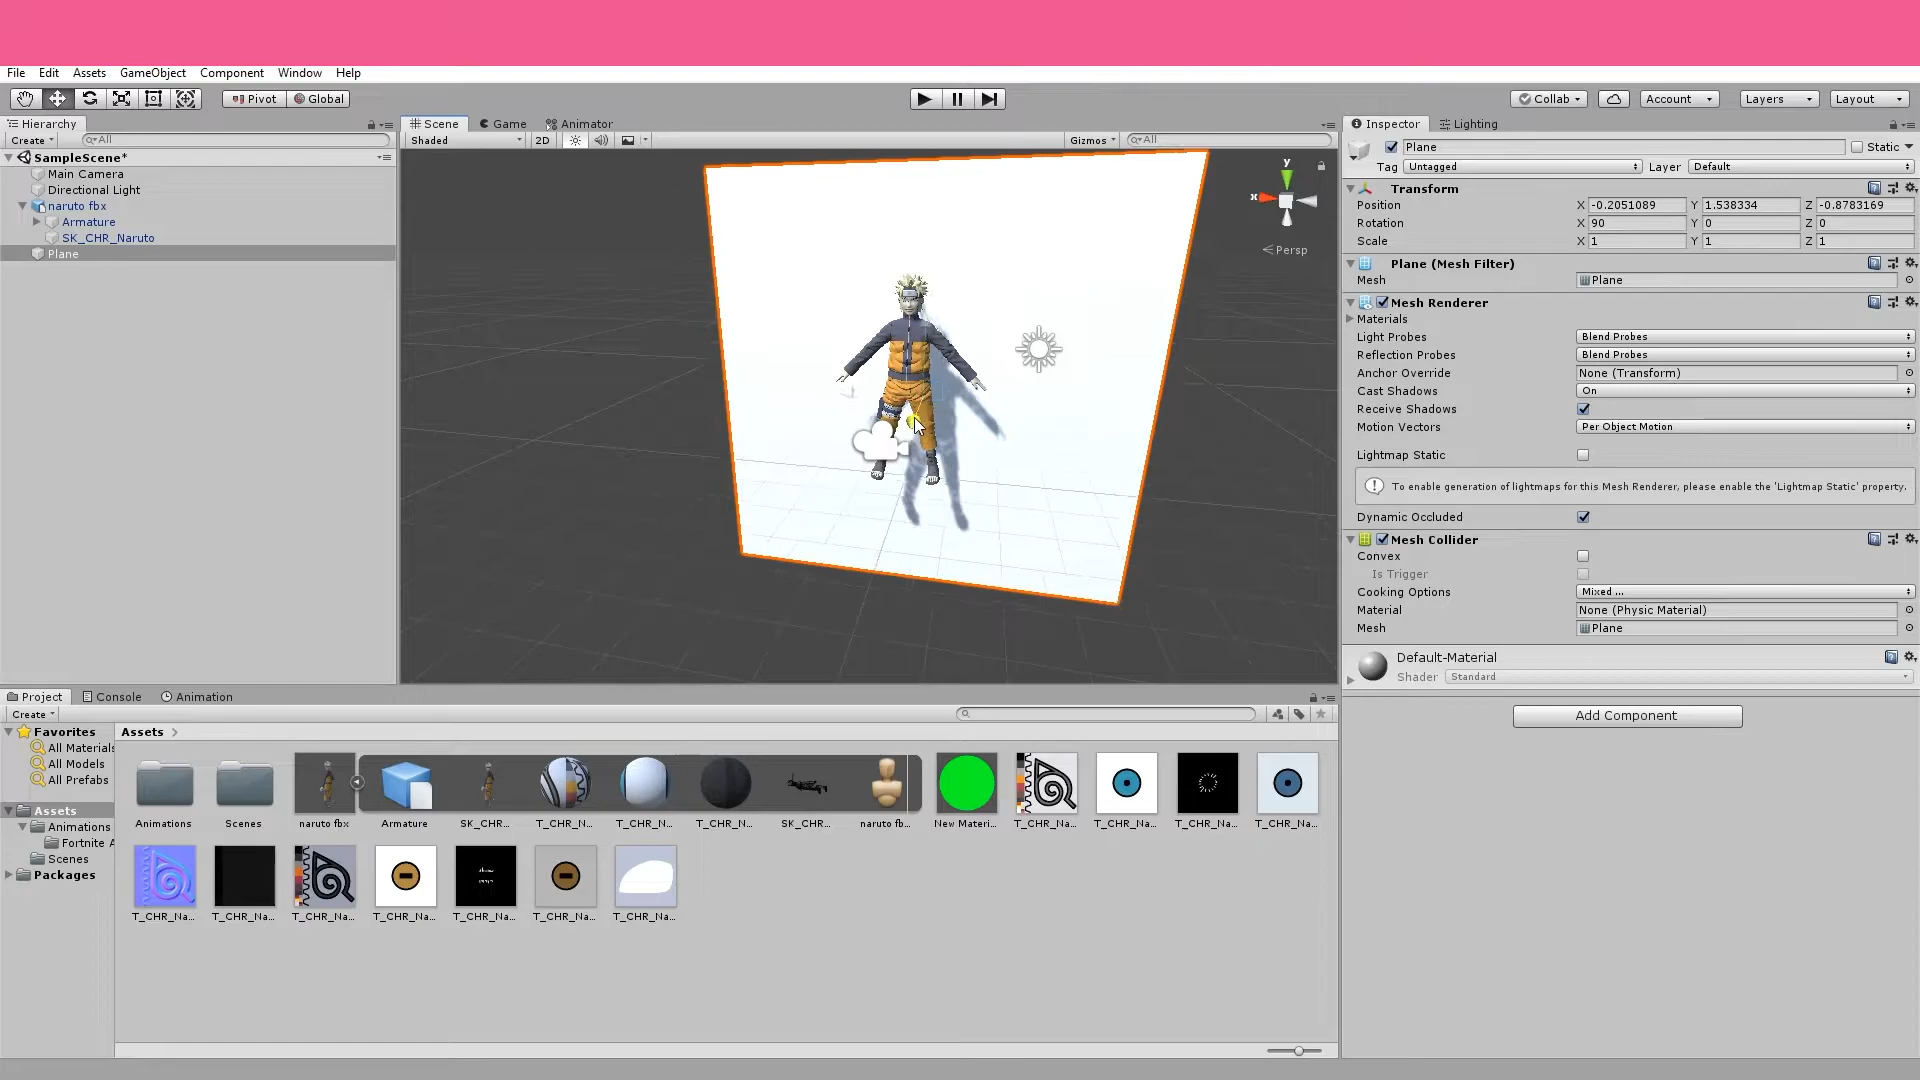 File Edit Assets GameObject Component Window Help
Pivot Global Collab Account Layers Layout
Hierarchy
Create All
SampleScene*
Main Camera
Directional Light
naruto fbx
Armature
SK_CHR_Naruto
Plane
Scene Game Animator
Shaded 2D Gizmos All
y
x
Persp
Inspector Lighting
Plane Static
Tag Untagged Layer Default
Transform
Position X -0.2051089 Y 1.538334 Z -0.8783169
Rotation X 90 Y 0 Z 0
Scale X 1 Y 1 Z 1
Plane (Mesh Filter)
Mesh Plane
Mesh Renderer
Materials
Light Probes Blend Probes
Reflection Probes Blend Probes
Anchor Override None (Transform)
Cast Shadows On
Receive Shadows
Motion Vectors Per Object Motion
Lightmap Static
To enable generation of lightmaps for this Mesh Renderer, please enable the 'Lightmap Static' property.
Dynamic Occluded
Mesh Collider
Convex
Is Trigger
Cooking Options Mixed ...
Material None (Physic Material)
Mesh Plane
Default-Material
Shader Standard
Add Component
Project Console Animation
Create
Favorites
All Materials
All Models
All Prefabs
Assets
Animations
Fortnite A
Scenes
Packages
Assets
Animations Scenes naruto fbx Armature SK_CHR... T_CHR_N... T_CHR_N... T_CHR_N... SK_CHR... naruto fb... New Materi... T_CHR_Na... T_CHR_Na... T_CHR_Na... T_CHR_Na...
T_CHR_Na... T_CHR_Na... T_CHR_Na... T_CHR_Na... T_CHR_Na... T_CHR_Na... T_CHR_Na...